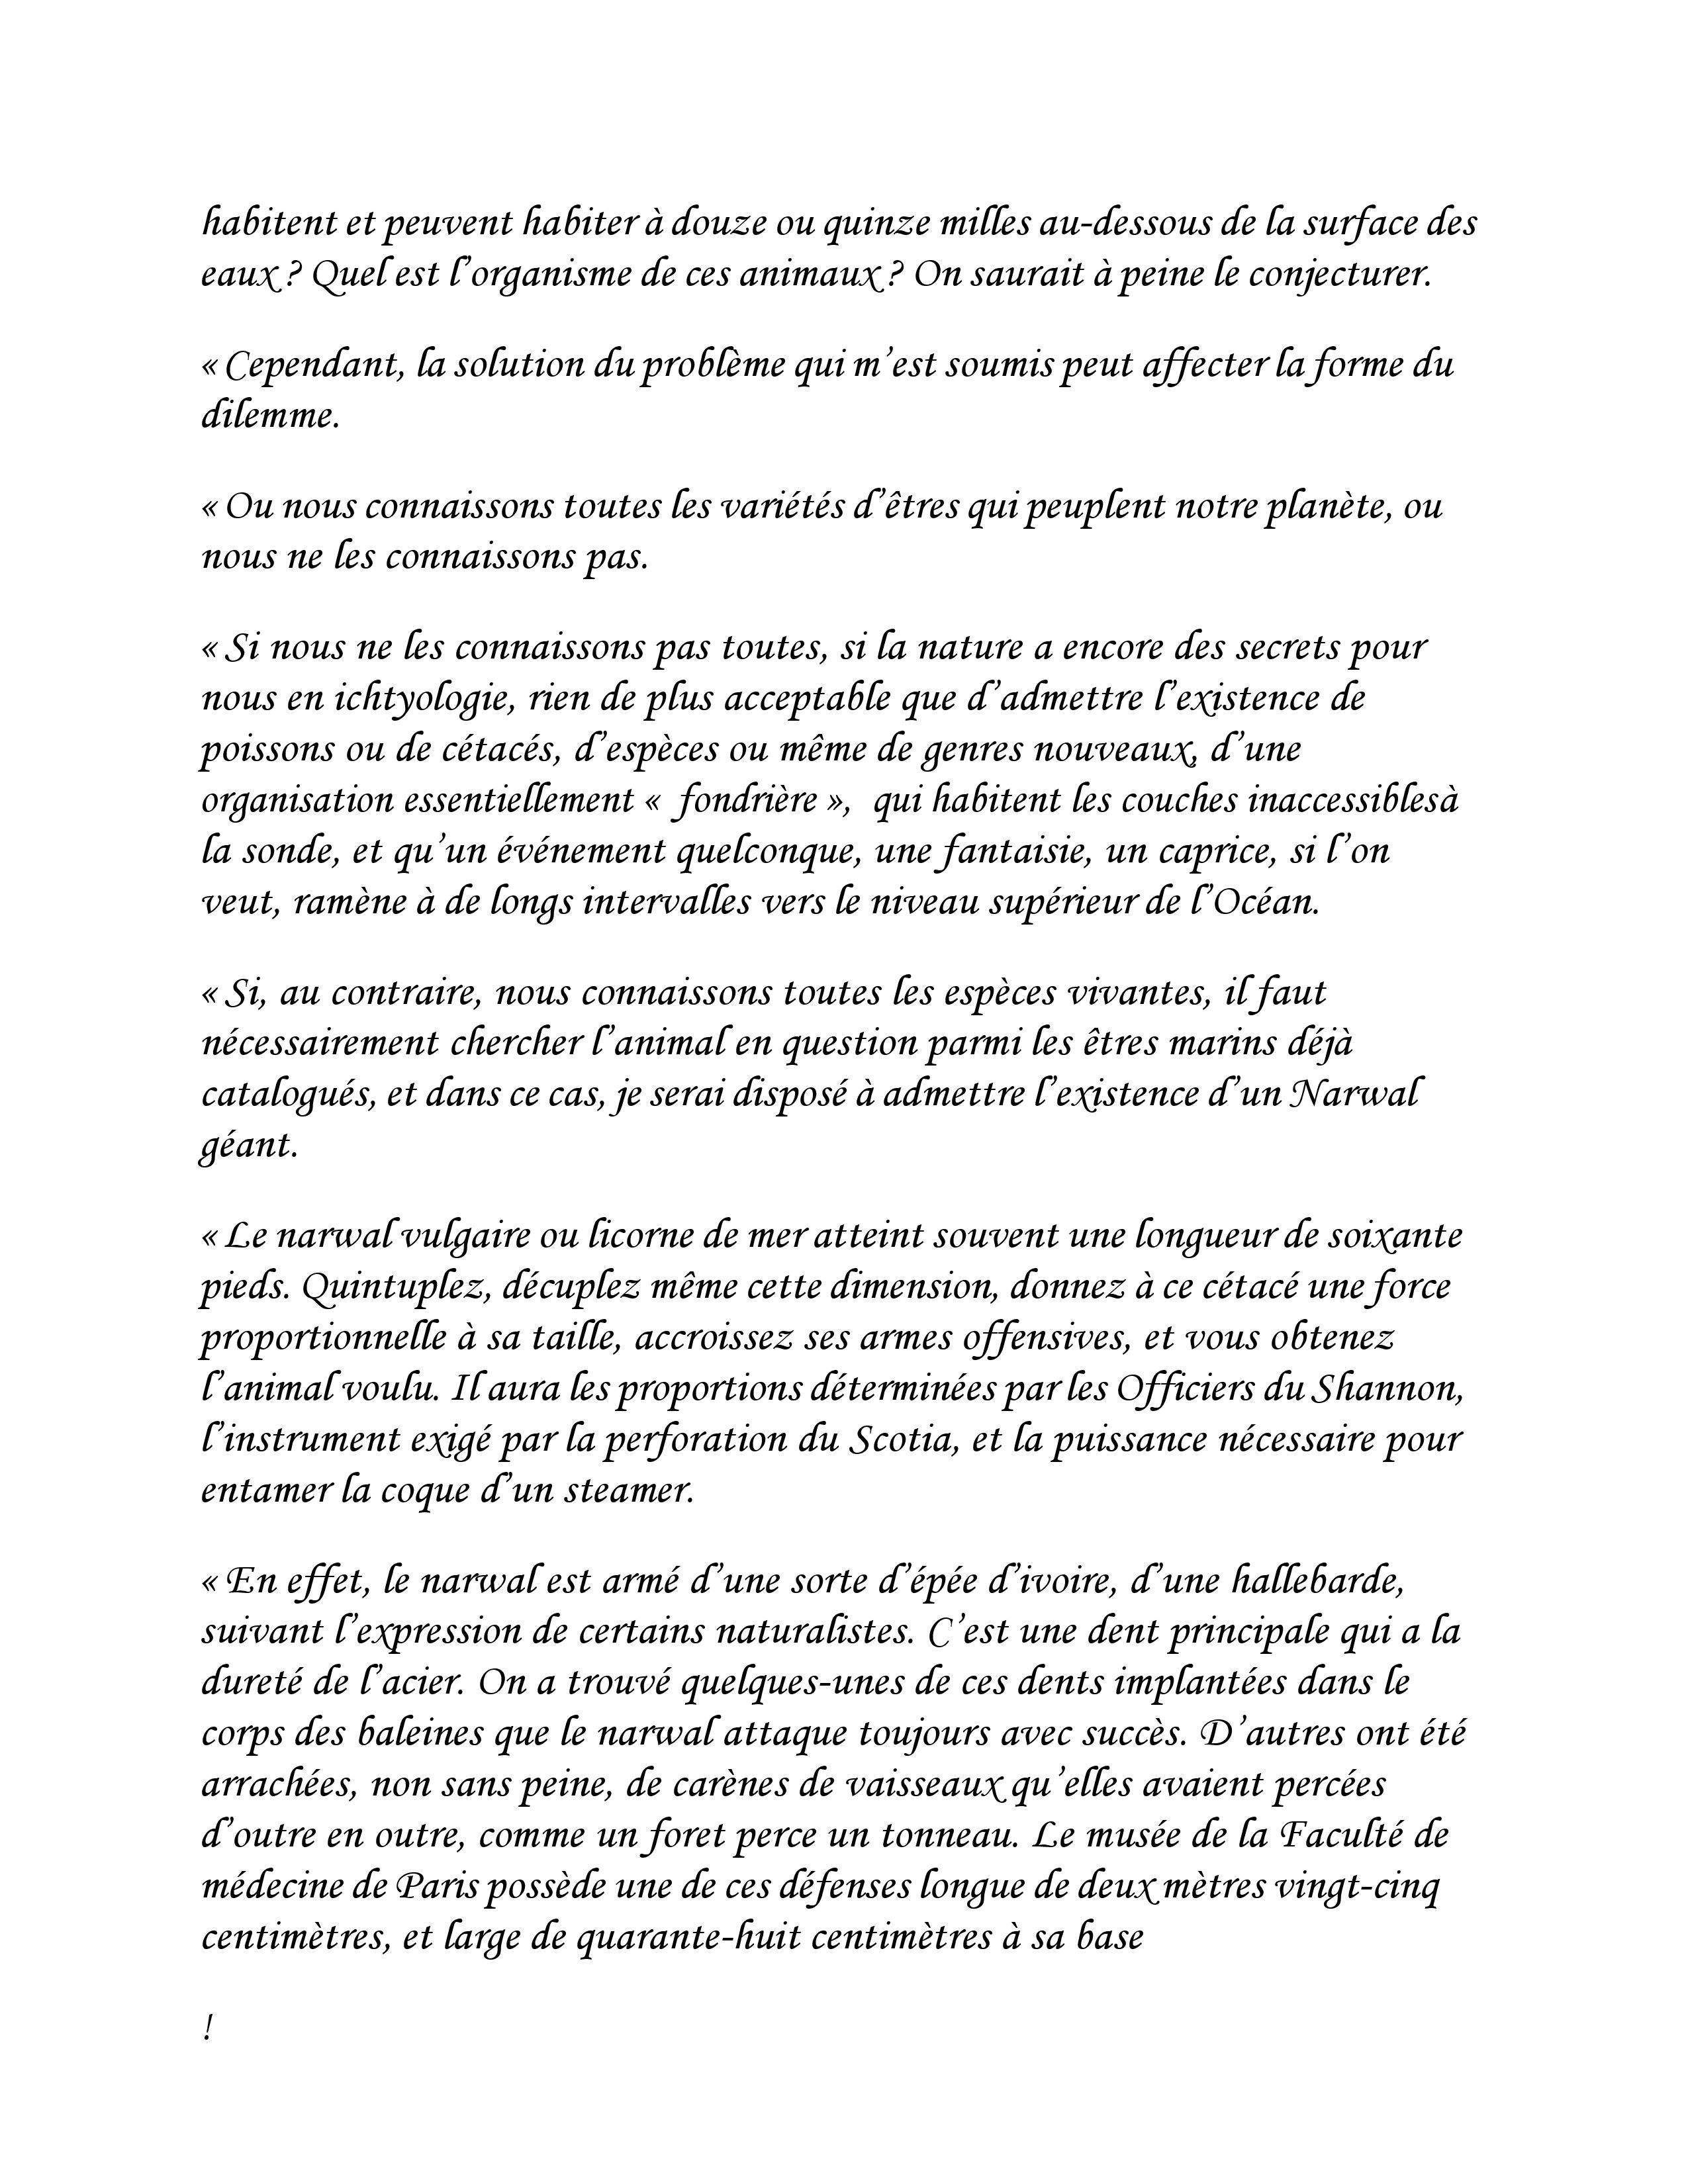 habitent et peuvent habiter à douze ou quinze milles au-dessous de la surface des
eaux ? Quel est l’organisme de ces animaux ? On saurait à peine le conjecturer.
« Cependant, la solution du problème qui m’est soumis peut affecter la forme du
dilemme.
« Ou nous connaissons toutes les variétés d’êtres qui peuplent notre planète, ou
nous ne les connaissons pas.
« Si nous ne les connaissons pas toutes, si la nature a encore des secrets pour
nous en ichtyologie, rien de plus acceptable que d’admettre l’existence de
poissons ou de cétacés, d’espèces ou même de genres nouveaux, d’une
organisation essentiellement «  fondrière »,  qui habitent les couches inaccessiblesà
la sonde, et qu’un événement quelconque, une fantaisie, un caprice, si l’on
veut, ramène à de longs intervalles vers le niveau supérieur de l’Océan.
« Si, au contraire, nous connaissons toutes les espèces vivantes, il faut
nécessairement chercher l’animal en question parmi les êtres marins déjà
catalogués, et dans ce cas, je serai disposé à admettre l’existence d’un Narwal
géant.
« Le narwal vulgaire ou licorne de mer atteint souvent une longueur de soixante
pieds. Quintuplez, décuplez même cette dimension, donnez à ce cétacé une force
proportionnelle à sa taille, accroissez ses armes offensives, et vous obtenez
l’animal voulu. Il aura les proportions déterminées par les Officiers du Shannon,
l’instrument exigé par la perforation du Scotia, et la puissance nécessaire pour
entamer la coque d’un steamer.
« En effet, le narwal est armé d’une sorte d’épée d’ivoire, d’une hallebarde,
suivant l’expression de certains naturalistes. C’est une dent principale qui a la
dureté de l’acier. On a trouvé quelques-unes de ces dents implantées dans le
corps des baleines que le narwal attaque toujours avec succès. D’autres ont été
arrachées, non sans peine, de carènes de vaisseaux qu’elles avaient percées
d’outre en outre, comme un foret perce un tonneau. Le musée de la Faculté de
médecine de Paris possède une de ces défenses longue de deux mètres vingt-cinq
centimètres, et large de quarante-huit centimètres à sa base
!